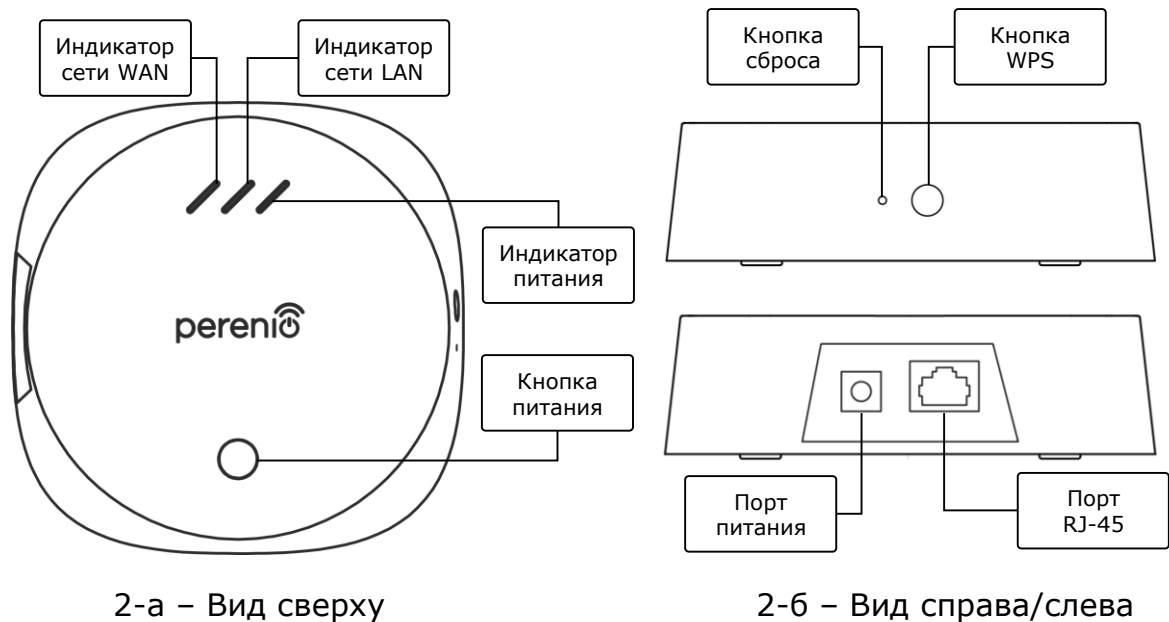 Индикатор
сети WAN
Индикатор
сети LAN
Индикатор
питания
perenio
Кнопка
питания
Кнопка
сброса
Кнопка
WPS
Порт
питания
Порт
RJ-45
2-а – Вид сверху
2-б – Вид справа/слева